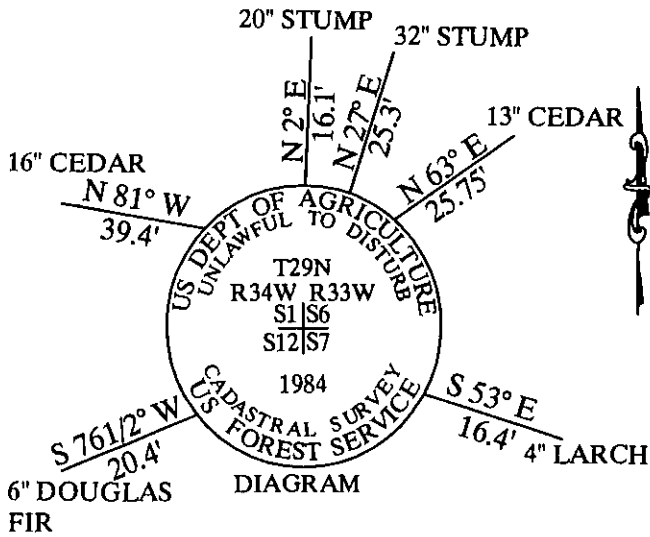 20" STUMP
32" STUMP
N 2° E
16.1'
N 27° E
25.3'
13" CEDAR
N 63° E
25.75'
16" CEDAR
N 81° W
39.4'
US DEPT OF AGRICULTURE
UNLAWFUL TO DISTURB
T29N
R34W R33W
S1 S6
S12 S7
1984
CADASTRAL SURVEY
US FOREST SERVICE
S 53° E
16.4'
4" LARCH
S 761/2° W
20.4'
6" DOUGLAS
FIR
DIAGRAM